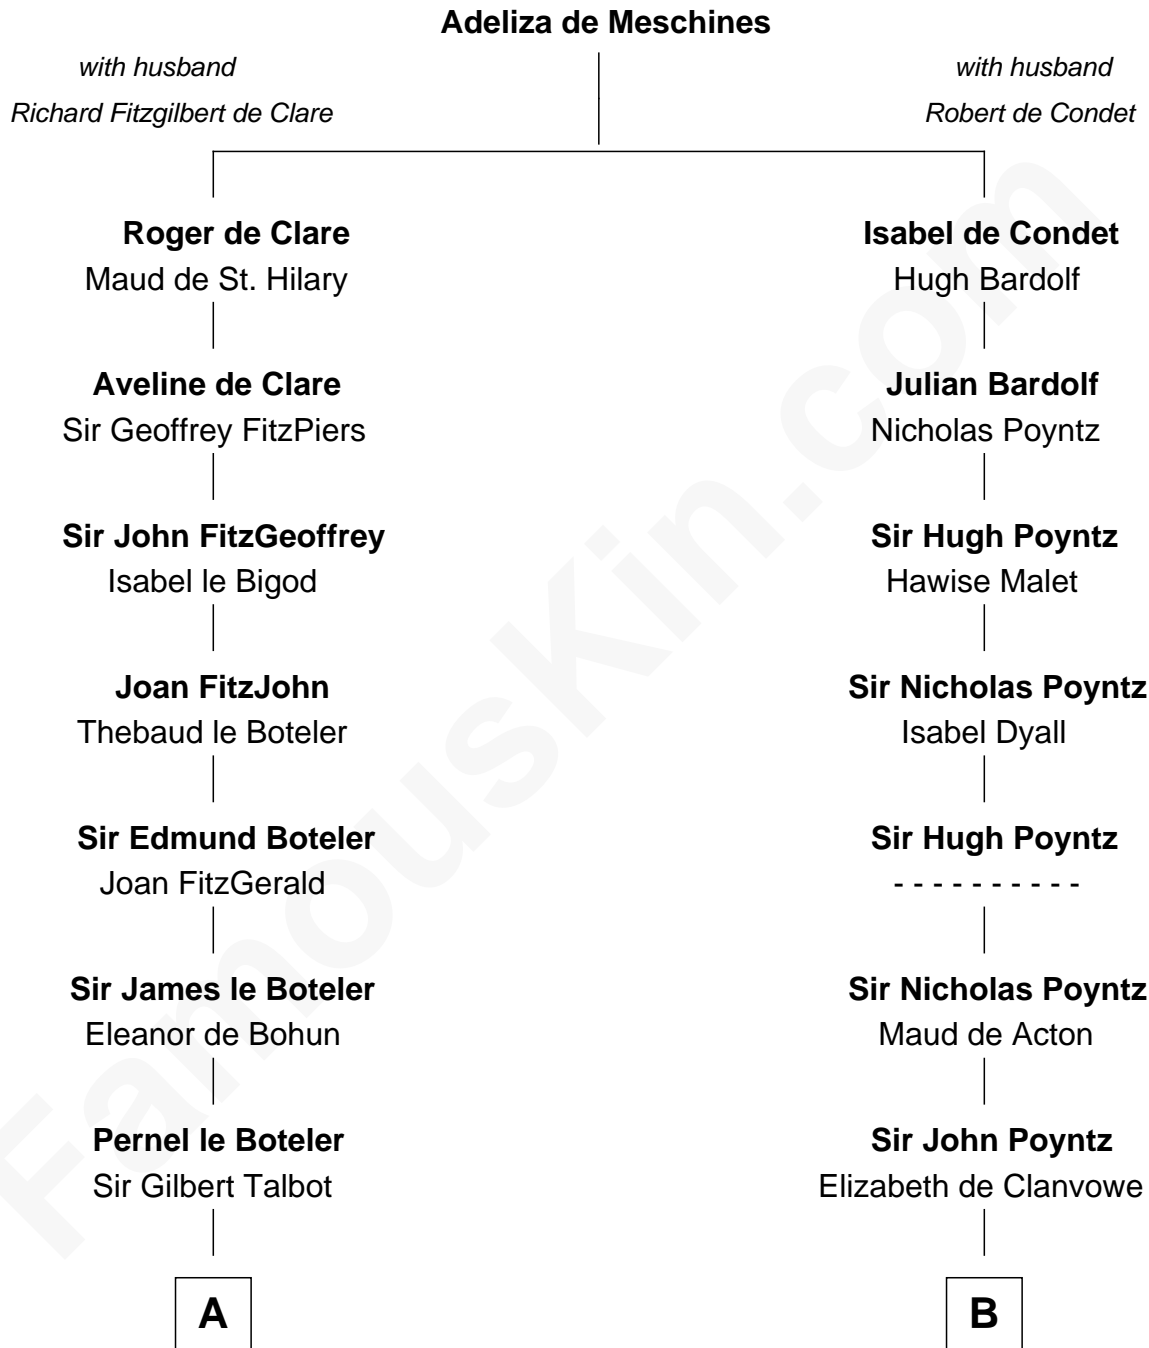 Adeliza de Meschines
with husband
Richard Fitzgilbert de Clare
with husband
Robert de Condet
Roger de Clare
Maud de St. Hilary
Isabel de Condet
Hugh Bardolf
Aveline de Clare
Sir Geoffrey FitzPiers
Julian Bardolf
Nicholas Poyntz
Sir John FitzGeoffrey
Isabel le Bigod
Sir Hugh Poyntz
Hawise Malet
Joan FitzJohn
Thebaud le Boteler
Sir Nicholas Poyntz
Isabel Dyall
Sir Edmund Boteler
Joan FitzGerald
Sir Hugh Poyntz
- - - - - - - - - -
Sir James le Boteler
Eleanor de Bohun
Sir Nicholas Poyntz
Maud de Acton
Pernel le Boteler
Sir Gilbert Talbot
Sir John Poyntz
Elizabeth de Clanvowe
A
B
FamousKin.com